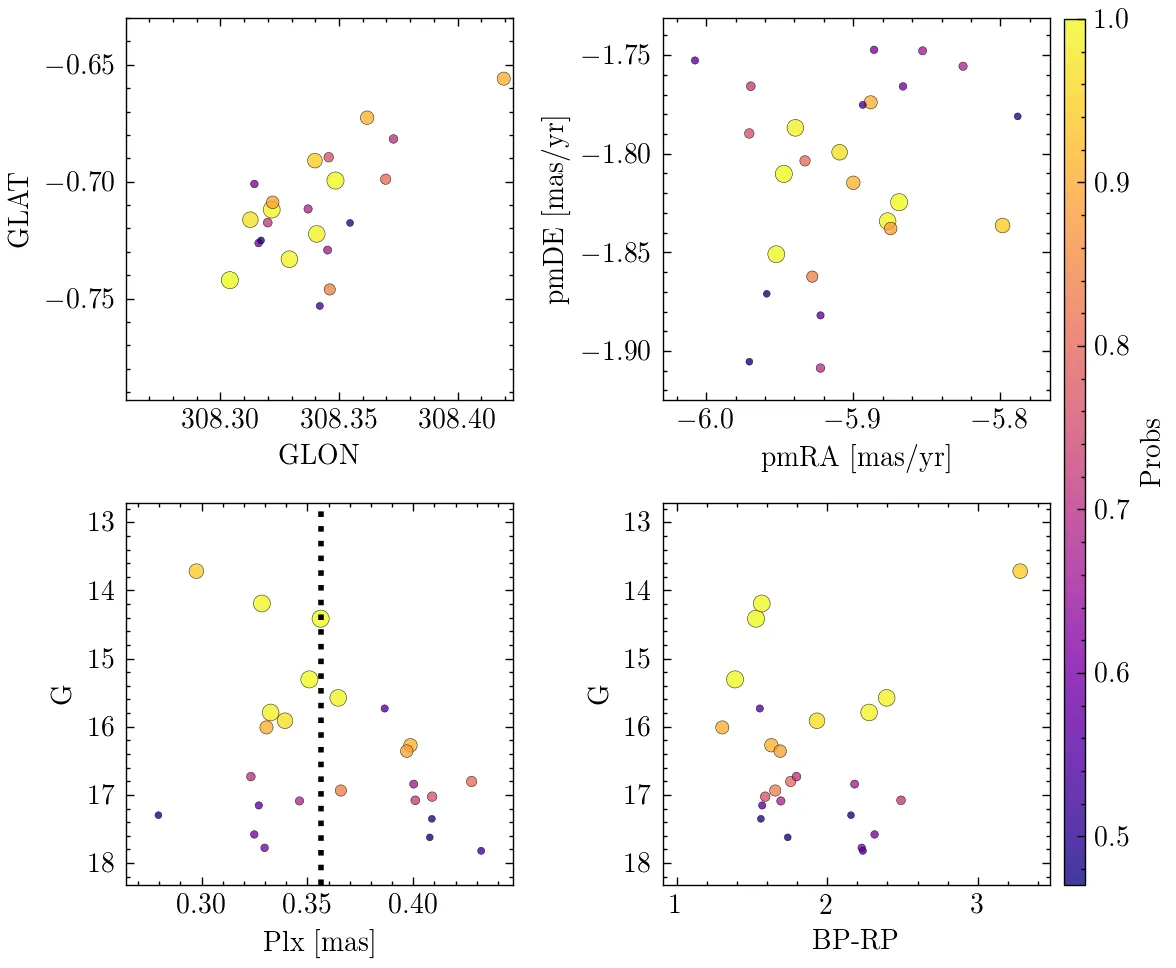 −0.65
−0.70
−0.75
GLAT
308.30 308.35 308.40
GLON
−1.75
−1.80
−1.85
−1.90
pmDE [mas/yr]
−6.0 −5.9 −5.8
pmRA [mas/yr]
1.0
0.9
0.8
0.7
0.6
0.5
Probs
13
14
15
16
17
18
G
0.30 0.35 0.40
Plx [mas]
13
14
15
16
17
18
G
1 2 3
BP-RP